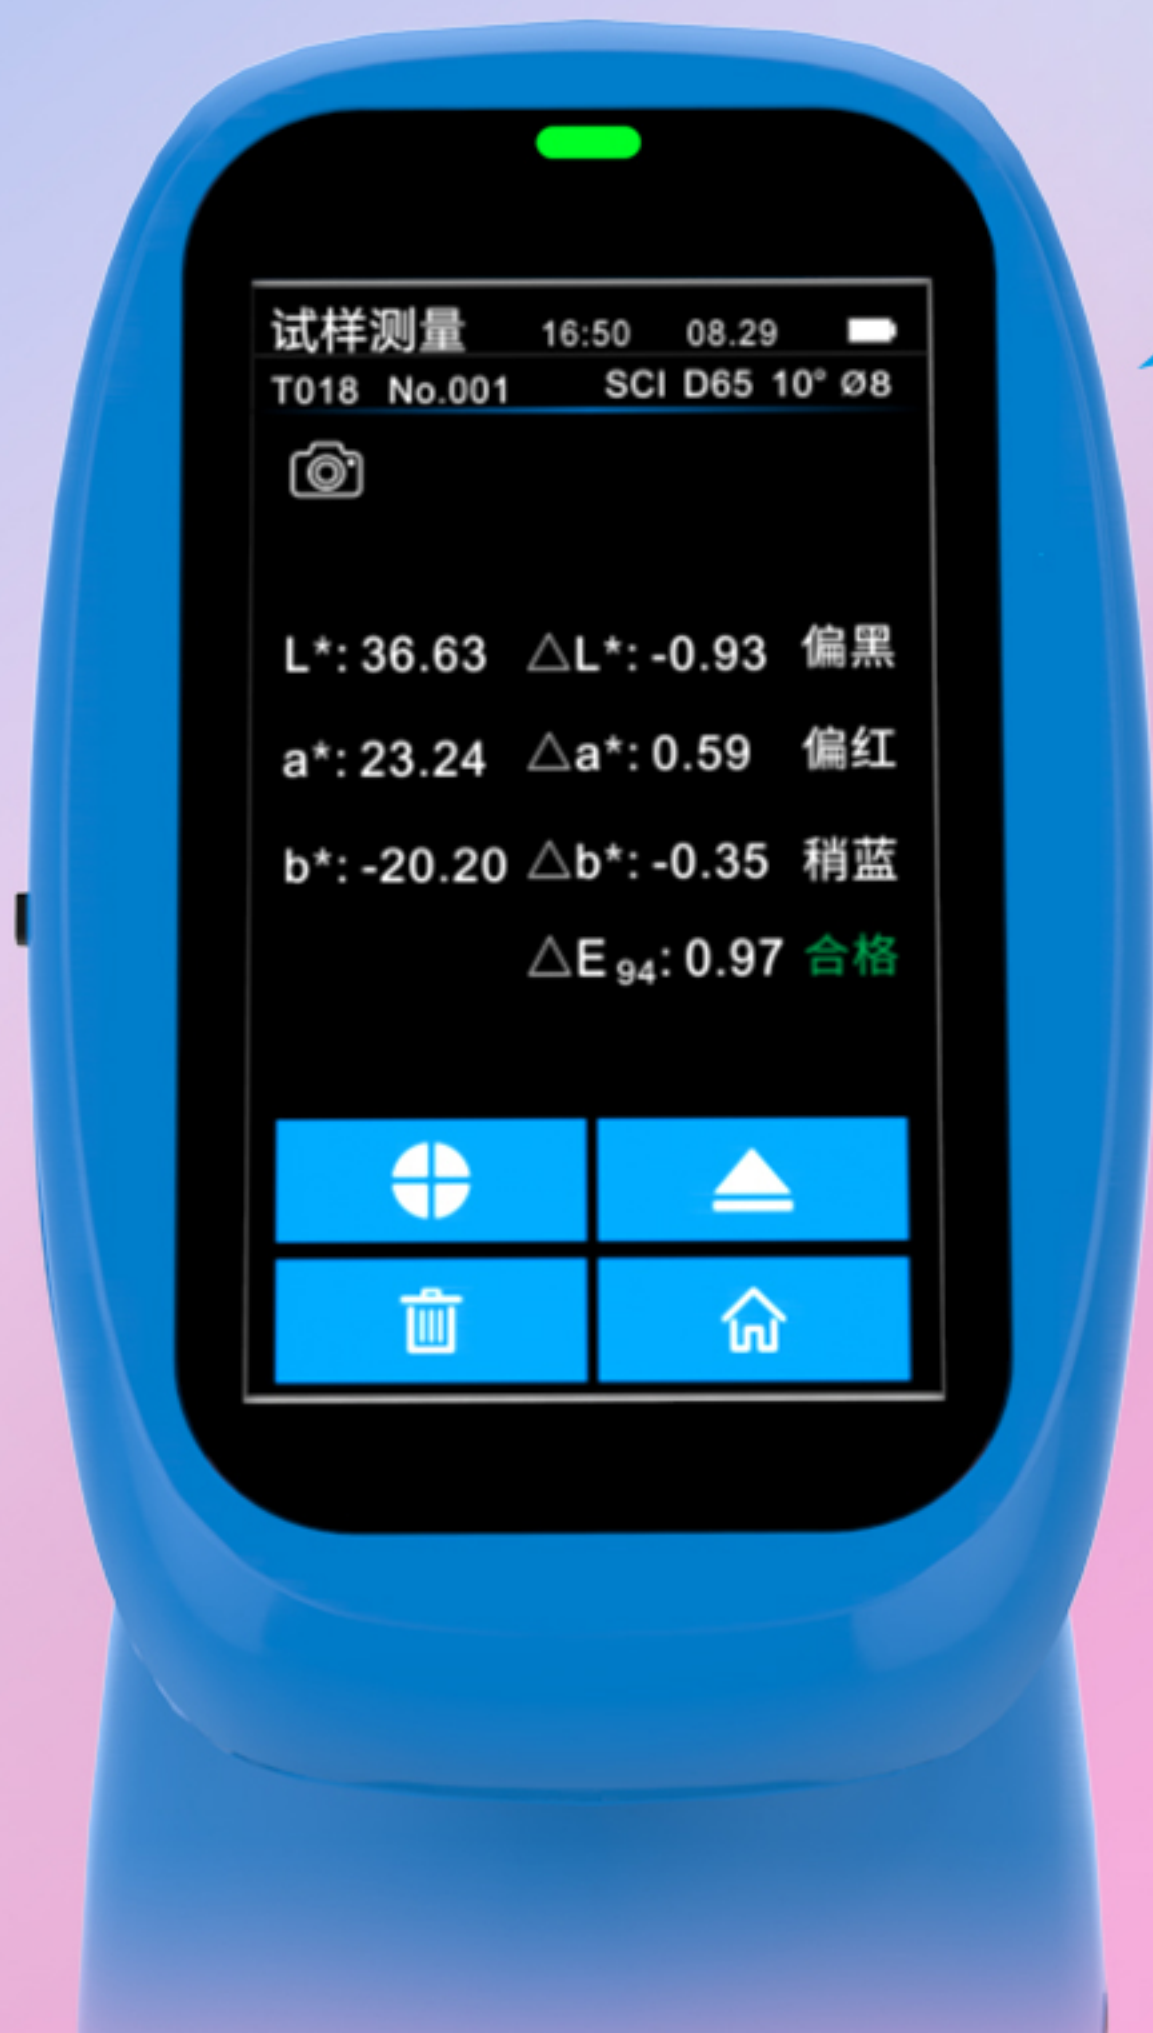 试样测量 16:50 08.29
T018 No.001 SCI D65 10° Ø8
L*: 36.63 △L*: -0.93 偏黑
a*: 23.24 △a*: 0.59 偏红
b*: -20.20 △b*: -0.35 稍蓝
△E94: 0.97 合格